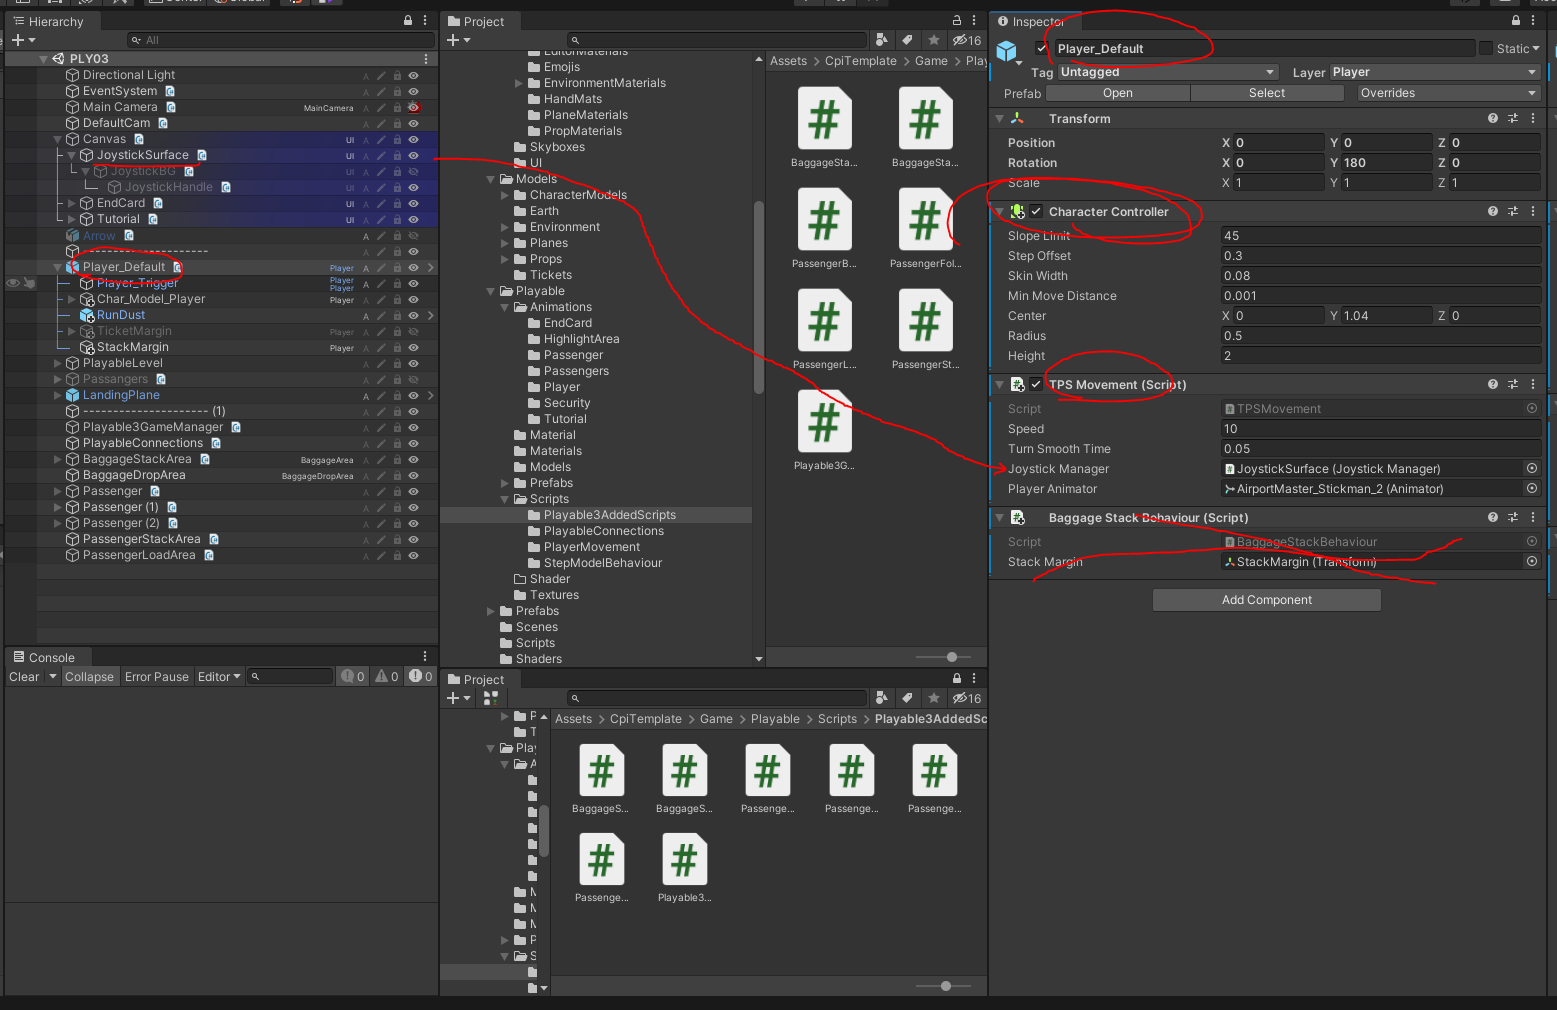 Hierarchy
All
PLY03
Directional Light
EventSystem
Main Camera MainCamera
DefaultCam
Canvas UI
JoystickSurface UI
JoystickBG UI
JoystickHandle UI
EndCard UI
Tutorial UI
Arrow
--------------------
Player_Default Player
Player_Trigger Player Player
Char_Model_Player Player
RunDust
TicketMargin Player
StackMargin Player
PlayableLevel
Passangers
LandingPlane
-------------------- (1)
Playable3GameManager
PlayableConnections
BaggageStackArea BaggageArea
BaggageDropArea BaggageDropArea
Passenger
Passenger (1)
Passenger (2)
PassengerStackArea
PassengerLoadArea
Console
Clear Collapse Error Pause Editor 0 0 0
Project
16
EditorMaterials
Emojis
EnvironmentMaterials
HandMats
PlaneMaterials
PropMaterials
Skyboxes
UI
Models
CharacterModels
Earth
Environment
Planes
Props
Tickets
Playable
Animations
EndCard
HighlightArea
Passenger
Passengers
Player
Security
Tutorial
Material
Materials
Models
Prefabs
Scripts
Playable3AddedScripts
PlayableConnections
PlayerMovement
StepModelBehaviour
Shader
Textures
Prefabs
Scenes
Scripts
Shaders
Assets > CpiTemplate > Game > Play
BaggageSta... BaggageSta...
PassengerB... PassengerFol...
PassengerL... PassengerSt...
Playable3G...
Project
16
P
T
Play
A
M
M
M
P
S
Assets > CpiTemplate > Game > Playable > Scripts > Playable3AddedSc
BaggageS... BaggageS... Passenge... Passenge... Passenge...
Passenge... Playable3...
Inspector
Player_Default Static
Tag Untagged Layer Player
Prefab Open Select Overrides
Transform
Position X 0 Y 0 Z 0
Rotation X 0 Y 180 Z 0
Scale X 1 Y 1 Z 1
Character Controller
Slope Limit 45
Step Offset 0.3
Skin Width 0.08
Min Move Distance 0.001
Center X 0 Y 1.04 Z 0
Radius 0.5
Height 2
TPS Movement (Script)
Script TPSMovement
Speed 10
Turn Smooth Time 0.05
Joystick Manager JoystickSurface (Joystick Manager)
Player Animator AirportMaster_Stickman_2 (Animator)
Baggage Stack Behaviour (Script)
Script BaggageStackBehaviour
Stack Margin StackMargin (Transform)
Add Component